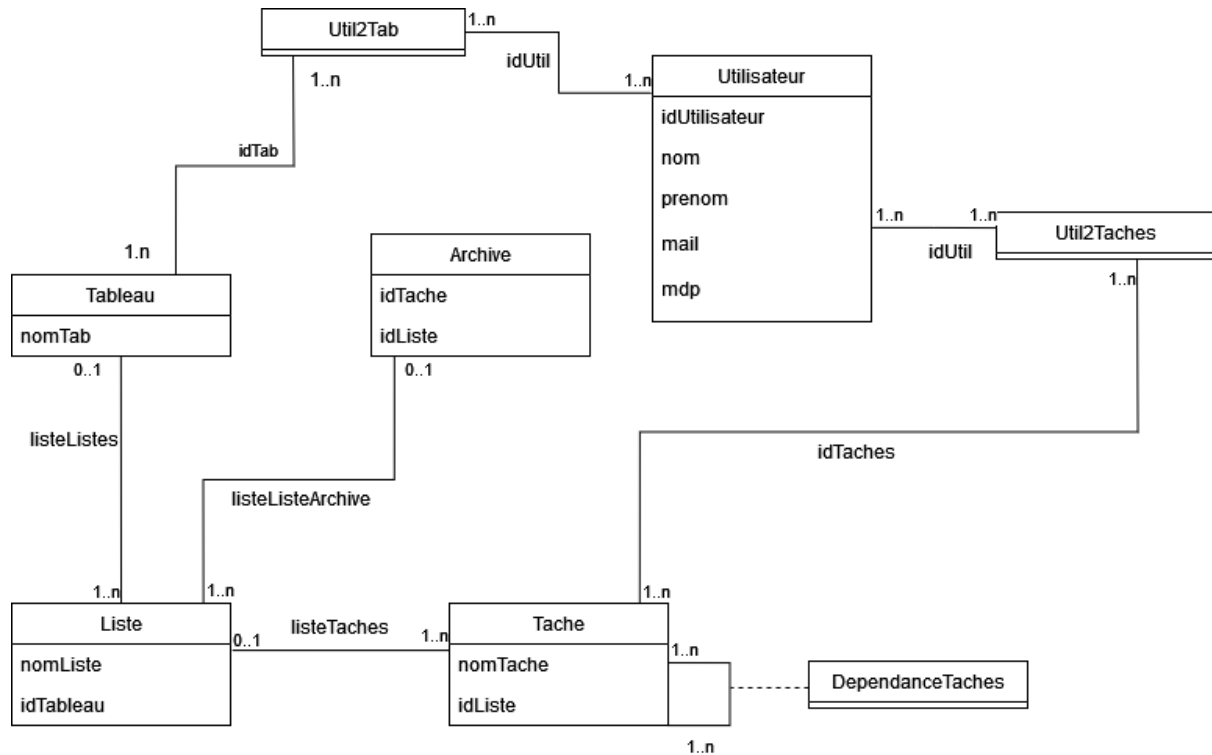 Util2Tab
1..n
1..n
idUtil
1..n
Utilisateur
idUtilisateur
nom
prenom
mail
mdp
idTab
1.n
Tableau
nomTab
0..1
Archive
idTache
idListe
0..1
1..n
1..n
idUtil
Util2Taches
1..n
listeListes
listeListeArchive
idTaches
1..n
1..n
1..n
Liste
nomListe
idTableau
0..1
listeTaches
1..n
Tache
nomTache
idListe
1..n
1..n
DependanceTaches